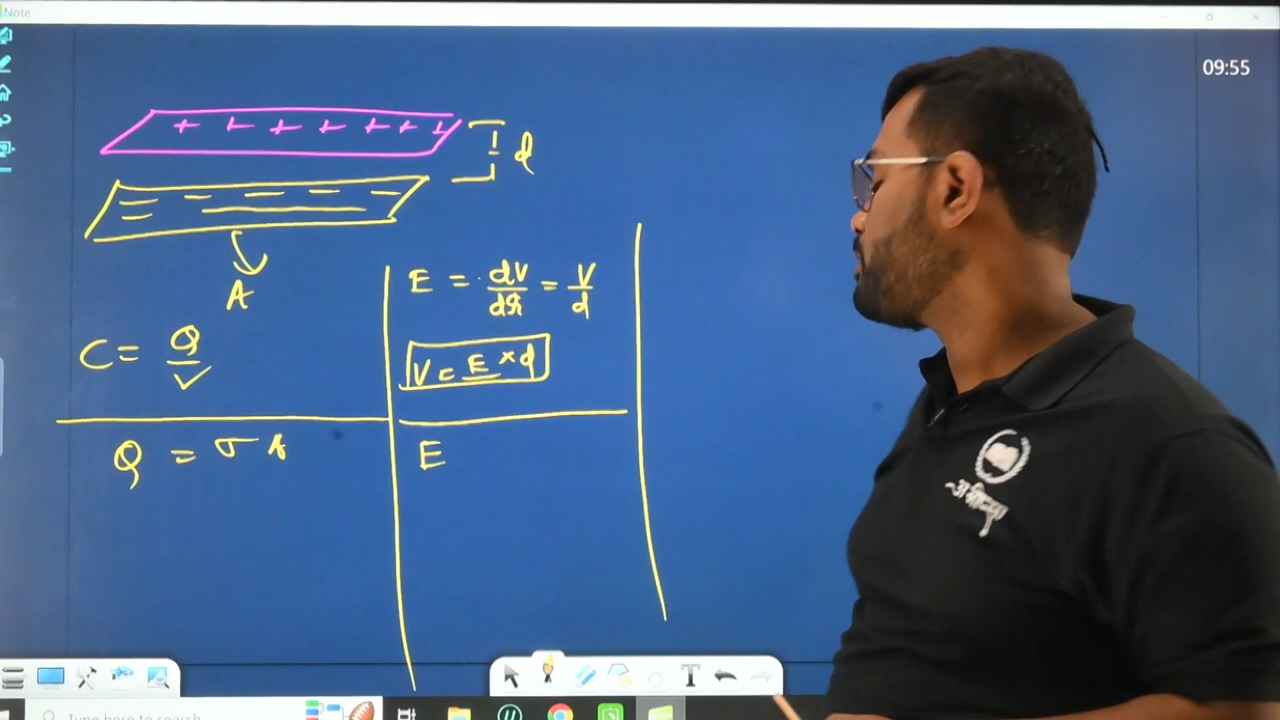 Note
09:55
+ + + + + + +
d
A
E = dV/dr = V/d
C = Q/V
V = E × d
Q = σ A
E
Type here to search